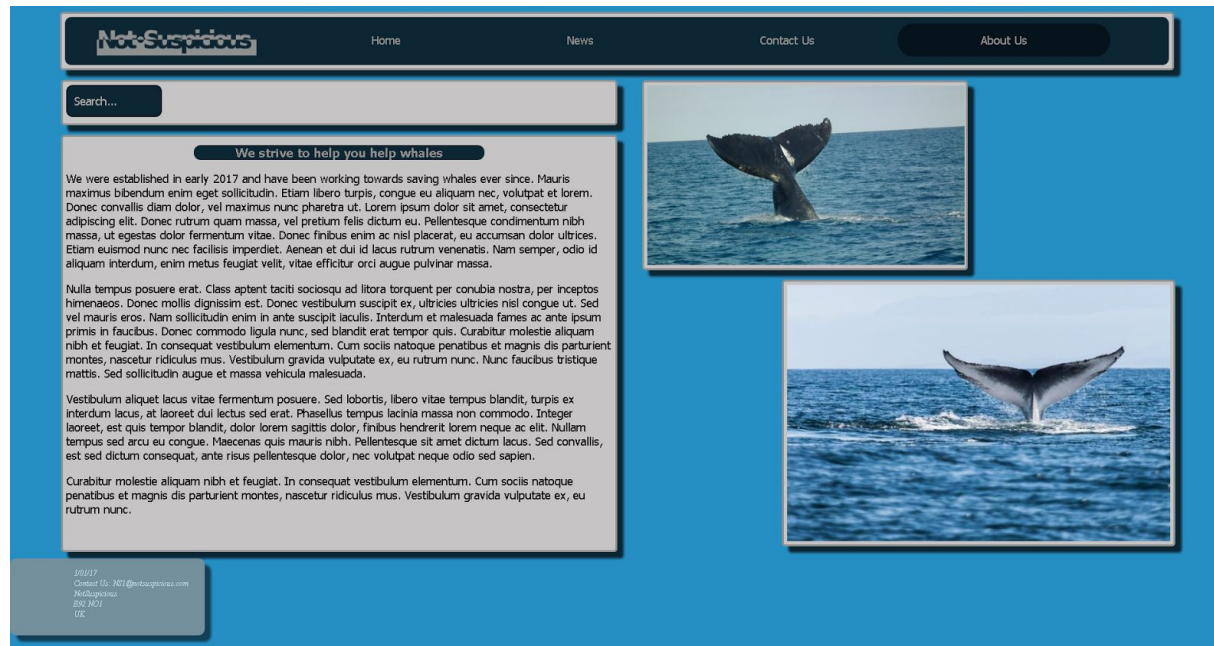 Not-Suspicious
Home
News
Contact Us
About Us
Search...
We strive to help you help whales
We were established in early 2017 and have been working towards saving whales ever since. Mauris
maximus bibendum enim eget sollicitudin. Etiam libero turpis, congue eu aliquam nec, volutpat et lorem.
Donec convallis diam dolor, vel maximus nunc pharetra ut. Lorem ipsum dolor sit amet, consectetur
adipiscing elit. Donec rutrum quam massa, vel pretium felis dictum eu. Pellentesque condimentum nibh
massa, ut egestas dolor fermentum vitae. Donec finibus enim ac nisl placerat, eu accumsan dolor ultrices.
Etiam euismod nunc nec facilisis imperdiet. Aenean et dui id lacus rutrum venenatis. Nam semper, odio id
aliquam interdum, enim metus feugiat velit, vitae efficitur orci augue pulvinar massa.
Nulla tempus posuere erat. Class aptent taciti sociosqu ad litora torquent per conubia nostra, per inceptos
himenaeos. Donec mollis dignissim est. Donec vestibulum suscipit ex, ultricies ultricies nisl congue ut. Sed
vel mauris eros. Nam sollicitudin enim in ante suscipit iaculis. Interdum et malesuada fames ac ante ipsum
primis in faucibus. Donec commodo ligula nunc, sed blandit erat tempor quis. Curabitur molestie aliquam
nibh et feugiat. In consequat vestibulum elementum. Cum sociis natoque penatibus et magnis dis parturient
montes, nascetur ridiculus mus. Vestibulum gravida vulputate ex, eu rutrum nunc. Nunc faucibus tristique
mattis. Sed sollicitudin augue et massa vehicula malesuada.
Vestibulum aliquet lacus vitae fermentum posuere. Sed lobortis, libero vitae tempus blandit, turpis ex
interdum lacus, at laoreet dui lectus sed erat. Phasellus tempus lacinia massa non commodo. Integer
laoreet, est quis tempor blandit, dolor lorem sagittis dolor, finibus hendrerit lorem neque ac elit. Nullam
tempus sed arcu eu congue. Maecenas quis mauris nibh. Pellentesque sit amet dictum lacus. Sed convallis,
est sed dictum consequat, ante risus pellentesque dolor, nec volutpat neque odio sed sapien.
Curabitur molestie aliquam nibh et feugiat. In consequat vestibulum elementum. Cum sociis natoque
penatibus et magnis dis parturient montes, nascetur ridiculus mus. Vestibulum gravida vulputate ex, eu
rutrum nunc.
1/01/17
Contact Us: NS1@notsuspicious.com
NotSuspicious
B92 NO1
UK